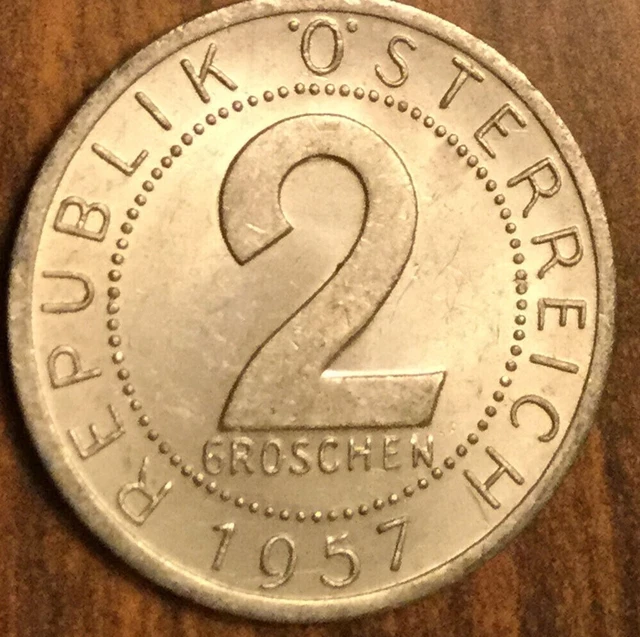 REPUBLIK ÖSTERREICH
2
GROSCHEN
1957